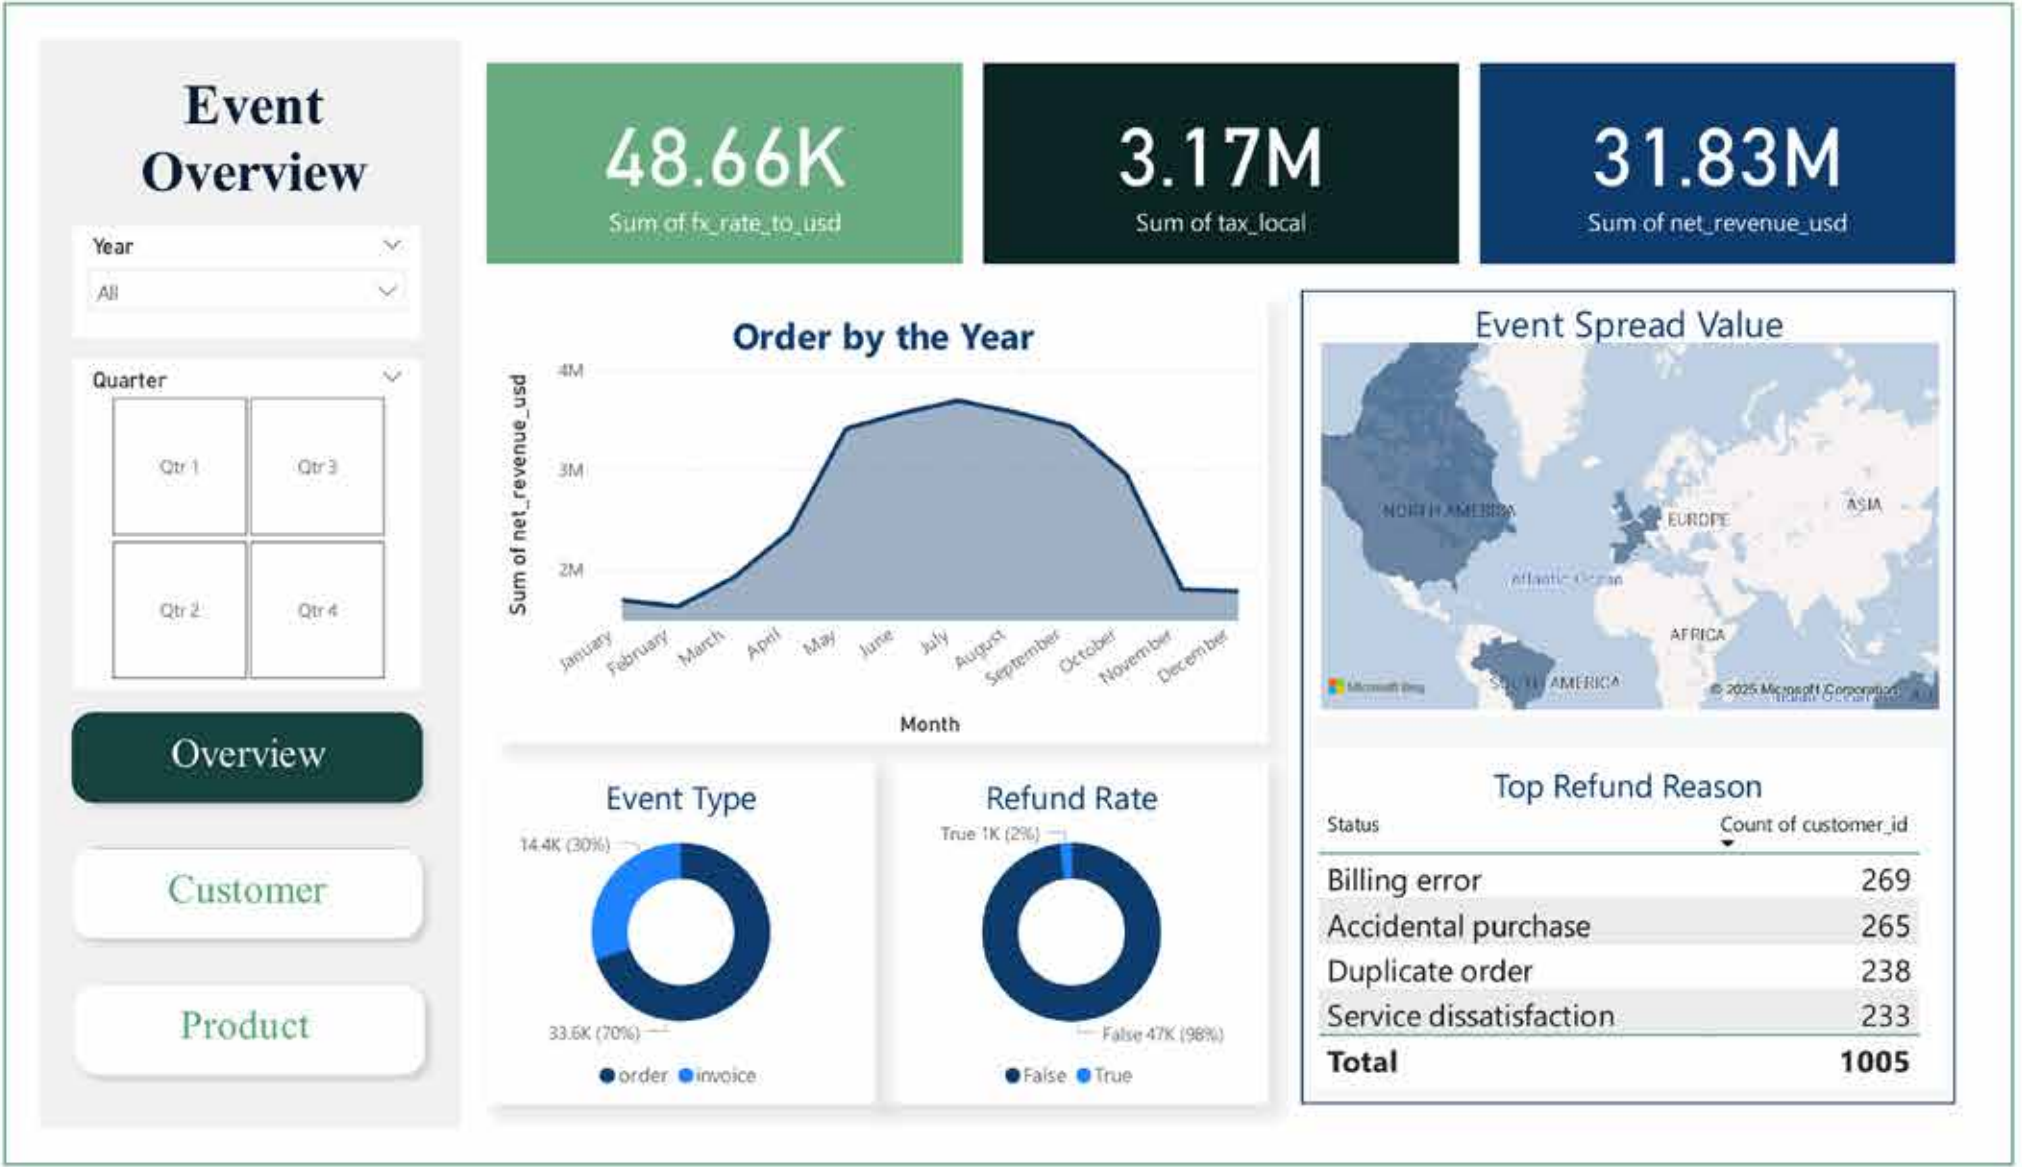 Event
Overview
Year
All
Quarter
Qtr 1
Qtr 3
Qtr 2
Qtr 4
Overview
Customer
Product
48.66K
Sum of fx_rate_to_usd
3.17M
Sum of tax_local
31.83M
Sum of net_revenue_usd
Order by the Year
Sum of net_revenue_usd
4M
3M
2M
January
February
March
April
May
June
July
August
September
October
November
December
Month
Event Type
14.4K (30%)
33.6K (70%)
order
invoice
Refund Rate
True 1K (2%)
False 47K (98%)
False
True
Event Spread Value
NORTH AMERICA
EUROPE
ASIA
Atlantic Ocean
AFRICA
SOUTH AMERICA
Microsoft Bing
© 2025 Microsoft Corporation
Top Refund Reason
Status Count of customer_id
Billing error 269
Accidental purchase 265
Duplicate order 238
Service dissatisfaction 233
Total 1005